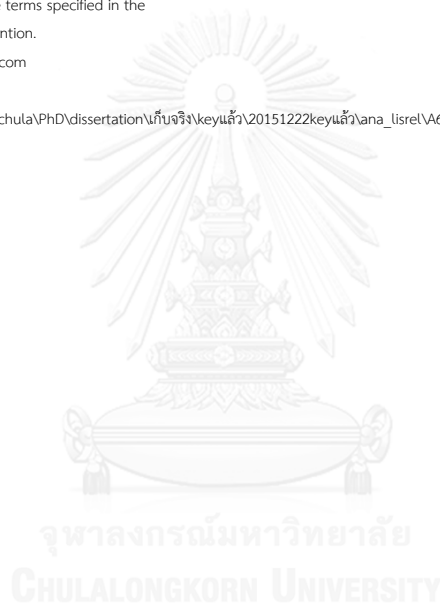 e terms specified in the
ntion.
com
chula\PhD\dissertation\เก็บจริง\keyแล้ว\20151222keyแล้ว\ana_lisrel\A6
จุฬาลงกรณ์มหาวิทยาลัย
CHULALONGKORN UNIVERSITY